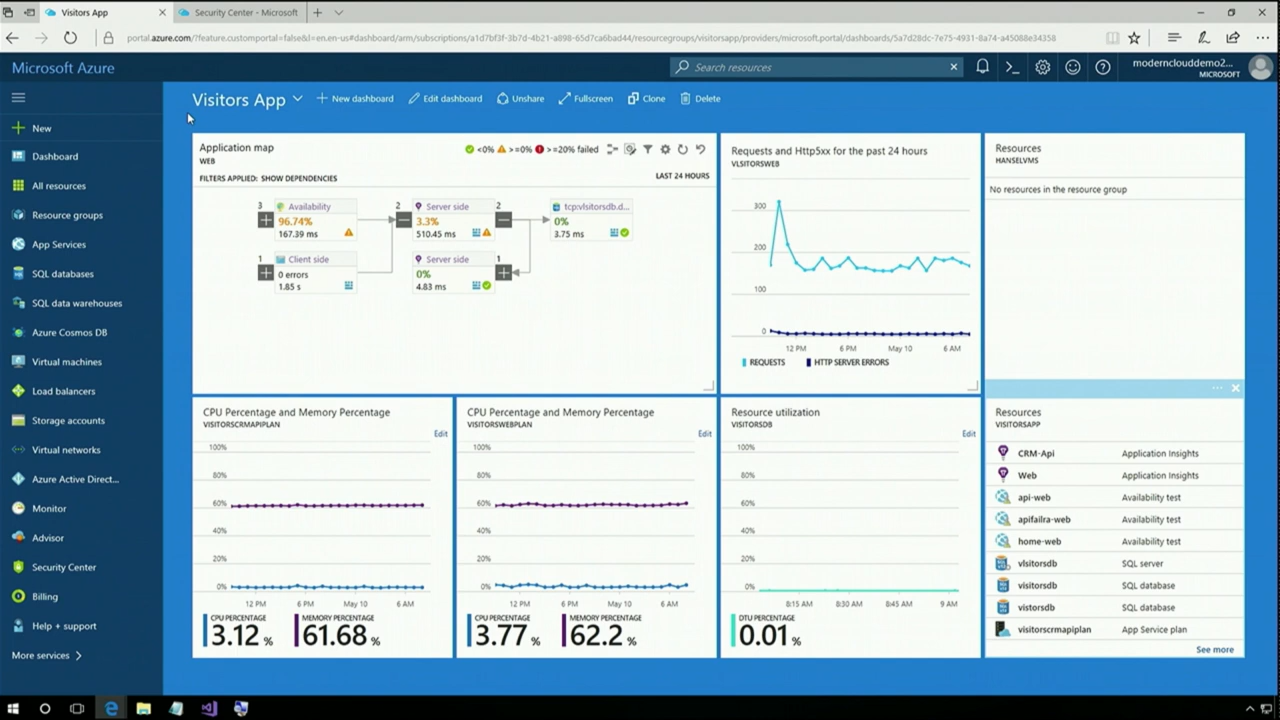 Visitors App
Security Center - Microsoft
portal.azure.com/?feature.customportal=false&l=en.en-us#dashboard/arm/subscriptions/a1d7bf3f-3b7d-4b21-a898-65d7ca6bad44/resourcegroups/visitorsapp/providers/microsoft.portal/dashboards/5a7d28dc-7e75-4931-8a74-a45088e34358
Microsoft Azure
Search resources
modernclouddemo2...
MICROSOFT
Visitors App
New dashboard
Edit dashboard
Unshare
Fullscreen
Clone
Delete
New
Dashboard
All resources
Resource groups
App Services
SQL databases
SQL data warehouses
Azure Cosmos DB
Virtual machines
Load balancers
Storage accounts
Virtual networks
Azure Active Direct...
Monitor
Advisor
Security Center
Billing
Help + support
More services
Application map
WEB
<0% >=0% >=20% failed
FILTERS APPLIED: SHOW DEPENDENCIES
LAST 24 HOURS
3
Availability
96.74%
167.39 ms
2
Server side
3.3%
510.45 ms
2
tcp:vlsitorsdb.d...
0%
3.75 ms
1
Client side
0 errors
1.85 s
Server side
0%
4.83 ms
1
Requests and Http5xx for the past 24 hours
VLSITORSWEB
300
200
100
0
12 PM 6 PM May 10 6 AM
REQUESTS HTTP SERVER ERRORS
Resources
HANSELVMS
No resources in the resource group
CPU Percentage and Memory Percentage
VISITORSCRMAPIPLAN
Edit
100%
80%
60%
40%
20%
0%
12 PM 6 PM May 10 6 AM
CPU PERCENTAGE
3.12 %
MEMORY PERCENTAGE
61.68 %
CPU Percentage and Memory Percentage
VISITORSWEBPLAN
Edit
100%
80%
60%
40%
20%
0%
12 PM 6 PM May 10 6 AM
CPU PERCENTAGE
3.77 %
MEMORY PERCENTAGE
62.2 %
Resource utilization
VISITORSDB
Edit
100%
80%
60%
40%
20%
0%
8:15 AM 8:30 AM 8:45 AM 9 AM
DTU PERCENTAGE
0.01 %
Resources
VISITORSAPP
CRM-Api Application Insights
Web Application Insights
api-web Availability test
apifailra-web Availability test
home-web Availability test
vlsitorsdb SQL server
vlsitorsdb SQL database
vistorsdb SQL database
visitorscrmapiplan App Service plan
See more